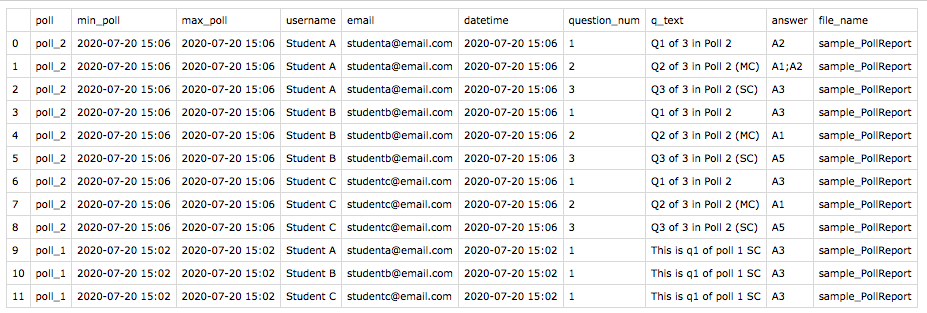 poll min_poll max_poll username email datetime question_num q_text answer file_name
0 poll_2 2020-07-20 15:06 2020-07-20 15:06 Student A studenta@email.com 2020-07-20 15:06 1 Q1 of 3 in Poll 2 A2 sample_PollReport
1 poll_2 2020-07-20 15:06 2020-07-20 15:06 Student A studenta@email.com 2020-07-20 15:06 2 Q2 of 3 in Poll 2 (MC) A1;A2 sample_PollReport
2 poll_2 2020-07-20 15:06 2020-07-20 15:06 Student A studenta@email.com 2020-07-20 15:06 3 Q3 of 3 in Poll 2 (SC) A3 sample_PollReport
3 poll_2 2020-07-20 15:06 2020-07-20 15:06 Student B studentb@email.com 2020-07-20 15:06 1 Q1 of 3 in Poll 2 A3 sample_PollReport
4 poll_2 2020-07-20 15:06 2020-07-20 15:06 Student B studentb@email.com 2020-07-20 15:06 2 Q2 of 3 in Poll 2 (MC) A1 sample_PollReport
5 poll_2 2020-07-20 15:06 2020-07-20 15:06 Student B studentb@email.com 2020-07-20 15:06 3 Q3 of 3 in Poll 2 (SC) A5 sample_PollReport
6 poll_2 2020-07-20 15:06 2020-07-20 15:06 Student C studentc@email.com 2020-07-20 15:06 1 Q1 of 3 in Poll 2 A3 sample_PollReport
7 poll_2 2020-07-20 15:06 2020-07-20 15:06 Student C studentc@email.com 2020-07-20 15:06 2 Q2 of 3 in Poll 2 (MC) A1 sample_PollReport
8 poll_2 2020-07-20 15:06 2020-07-20 15:06 Student C studentc@email.com 2020-07-20 15:06 3 Q3 of 3 in Poll 2 (SC) A5 sample_PollReport
9 poll_1 2020-07-20 15:02 2020-07-20 15:02 Student A studenta@email.com 2020-07-20 15:02 1 This is q1 of poll 1 SC A3 sample_PollReport
10 poll_1 2020-07-20 15:02 2020-07-20 15:02 Student B studentb@email.com 2020-07-20 15:02 1 This is q1 of poll 1 SC A3 sample_PollReport
11 poll_1 2020-07-20 15:02 2020-07-20 15:02 Student C studentc@email.com 2020-07-20 15:02 1 This is q1 of poll 1 SC A3 sample_PollReport